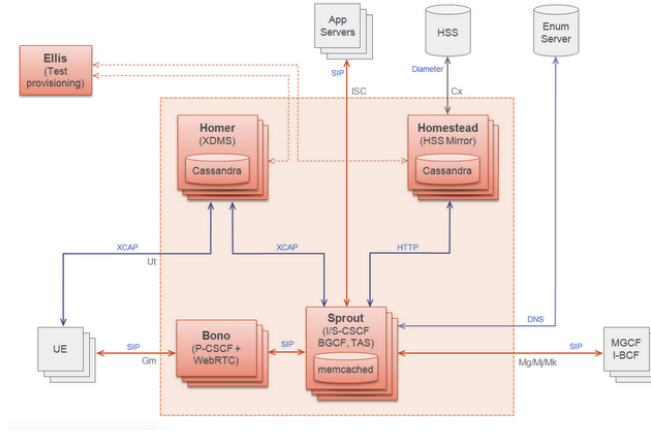 App
Servers
HSS
Enum
Server
Ellis
(Test
provisioning)
SIP
Diameter
ISC
Cx
Homer
(XDMS)
Cassandra
Homestead
(HSS Mirror)
Cassandra
XCAP
Ut
XCAP
HTTP
Sprout
(I/S-CSCF
BGCF, TAS)
memcached
DNS
Bono
(P-CSCF +
WebRTC)
UE
SIP
Gm
SIP
SIP
Mg/Mj/Mk
MGCF
I-BCF